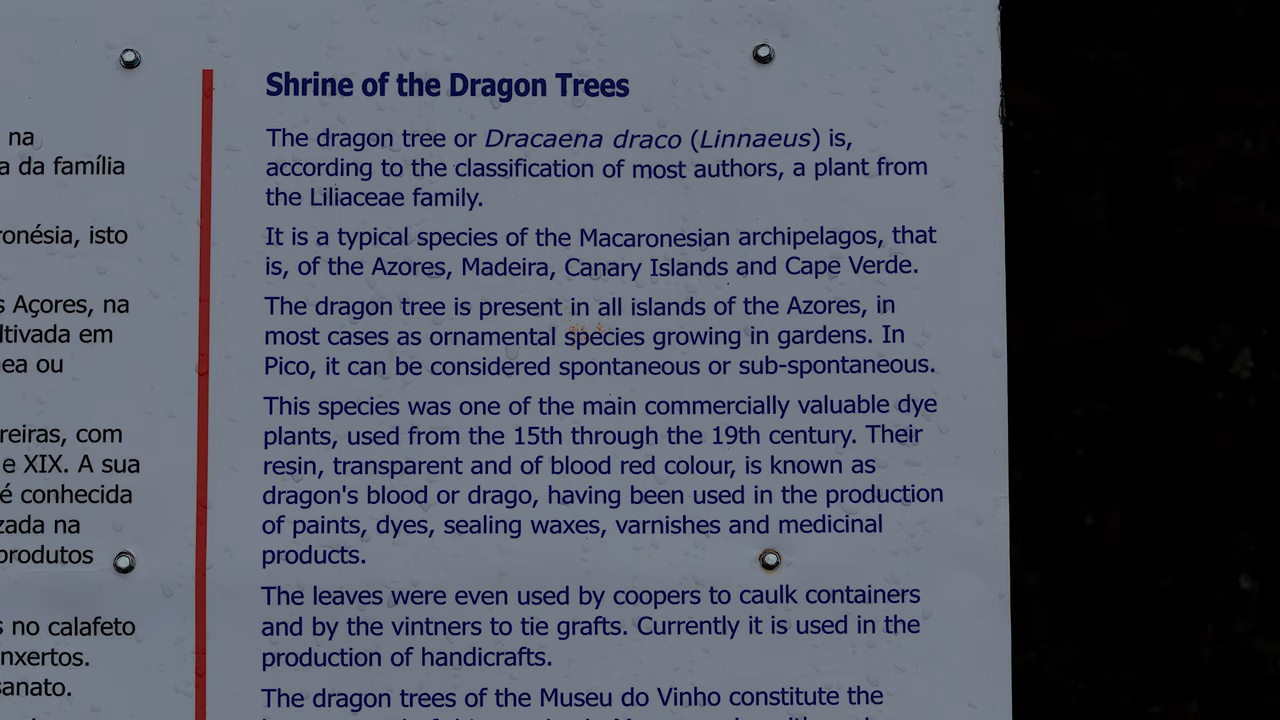 na
a da família
ronésia, isto
s Açores, na
ltivada em
nea ou
reiras, com
e XIX. A sua
é conhecida
zada na
produtos
s no calafeto
nxertos.
sanato.
Shrine of the Dragon Trees
The dragon tree or Dracaena draco (Linnaeus) is,
according to the classification of most authors, a plant from
the Liliaceae family.
It is a typical species of the Macaronesian archipelagos, that
is, of the Azores, Madeira, Canary Islands and Cape Verde.
The dragon tree is present in all islands of the Azores, in
most cases as ornamental species growing in gardens. In
Pico, it can be considered spontaneous or sub-spontaneous.
This species was one of the main commercially valuable dye
plants, used from the 15th through the 19th century. Their
resin, transparent and of blood red colour, is known as
dragon's blood or drago, having been used in the production
of paints, dyes, sealing waxes, varnishes and medicinal
products.
The leaves were even used by coopers to caulk containers
and by the vintners to tie grafts. Currently it is used in the
production of handicrafts.
The dragon trees of the Museu do Vinho constitute the